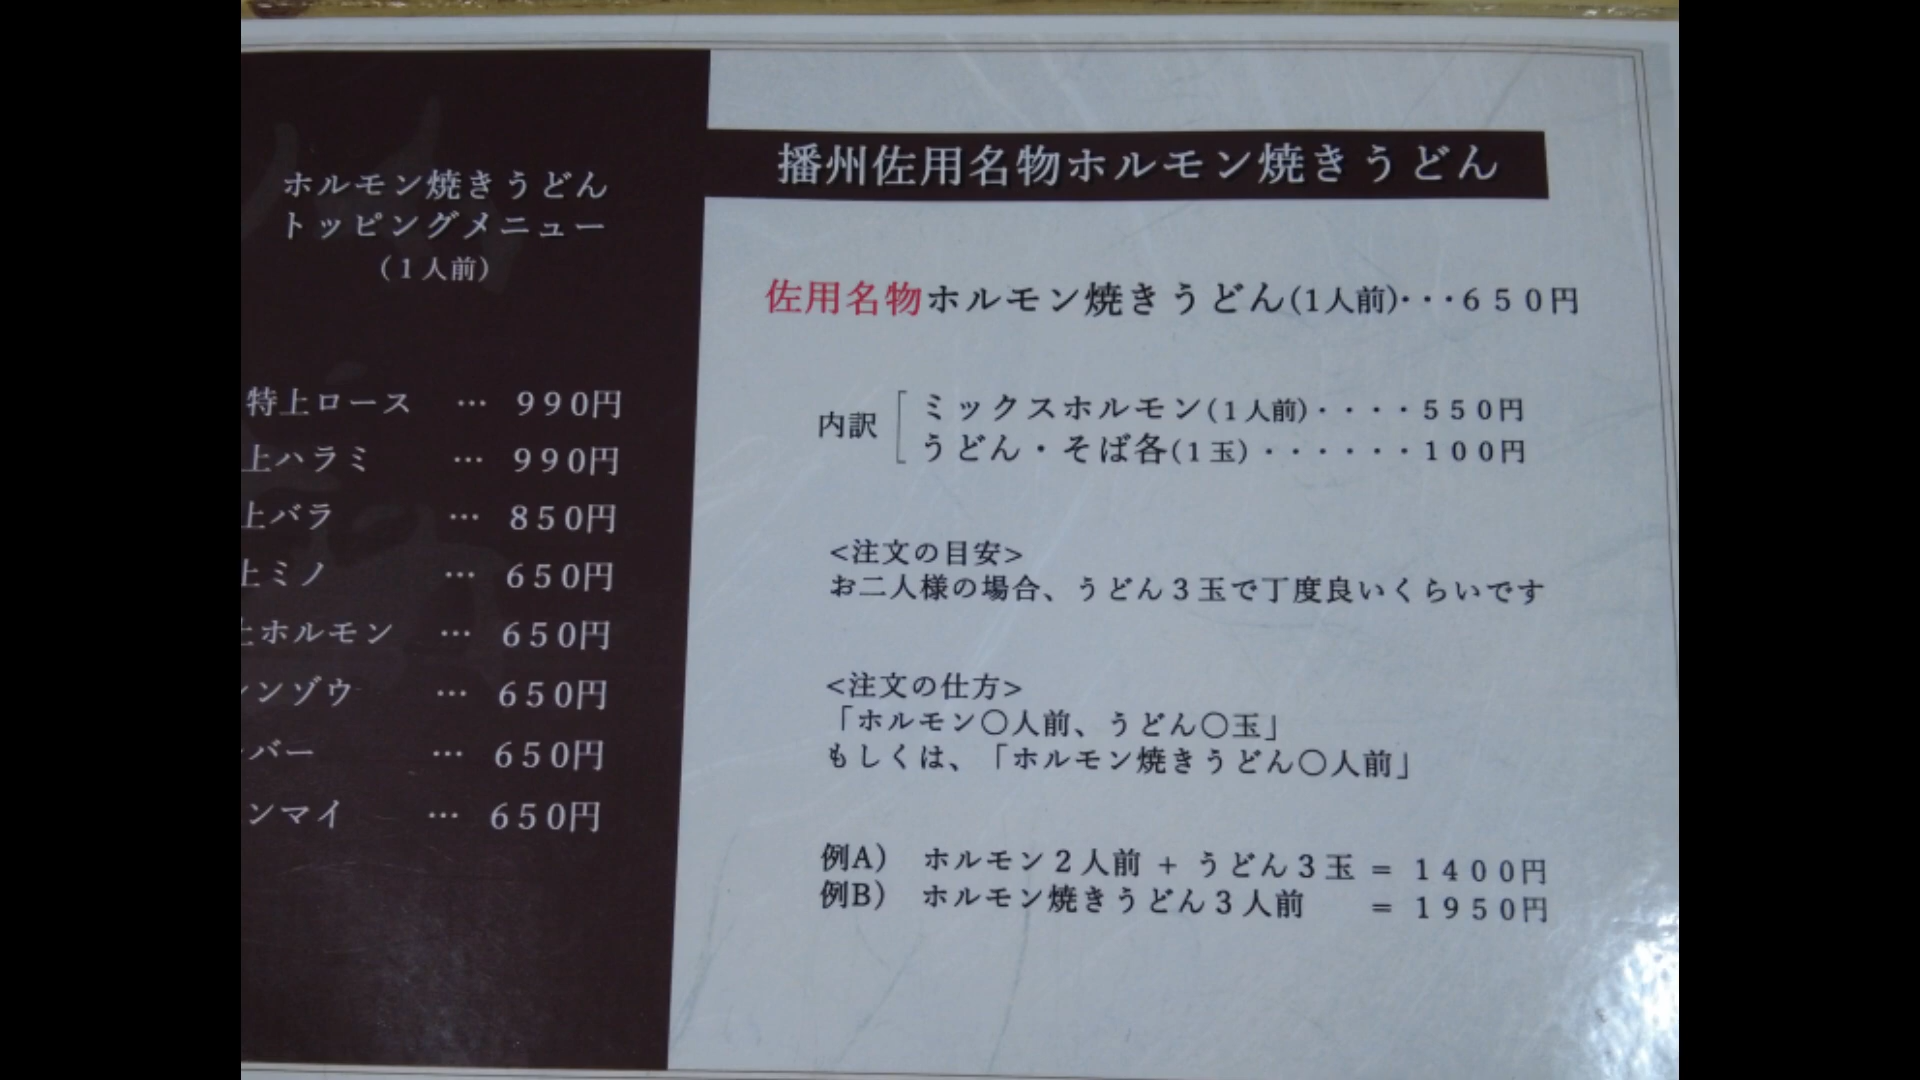 ホルモン焼きうどん
トッピングメニュー
(1人前)
特上ロース … 990円
上ハラミ … 990円
上バラ … 850円
上ミノ … 650円
上ホルモン … 650円
ンゾウ … 650円
バー … 650円
ンマイ … 650円
播州佐用名物ホルモン焼きうどん
佐用名物ホルモン焼きうどん(1人前)・・・650円
内訳
ミックスホルモン(1人前)・・・・550円
うどん・そば各(1玉)・・・・・・100円
<注文の目安>
お二人様の場合、うどん3玉で丁度良いくらいです
<注文の仕方>
「ホルモン〇人前、うどん〇玉」
もしくは、「ホルモン焼きうどん〇人前」
例A) ホルモン2人前 + うどん3玉 = 1400円
例B) ホルモン焼きうどん3人前 = 1950円